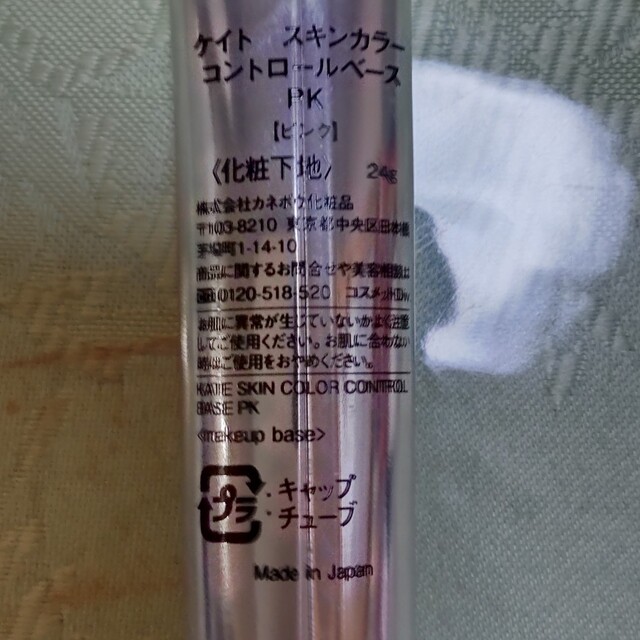 ケイト スキンカラー
コントロールベース
PK
【ピンク】
〈化粧下地〉 24g
株式会社カネボウ化粧品
〒103-8210 東京都中央区日本橋
茅場町1-14-10
商品に関するお問合せや美容相談は
0120-518-520 コスメットHDny
お肌に異常が生じていないかよく注意
してご使用ください。お肌に合わない
時はご使用をおやめください。
KATE SKIN COLOR CONTROL
BASE PK
<makeup base>
プラ : キャップ
: チューブ
Made in Japan